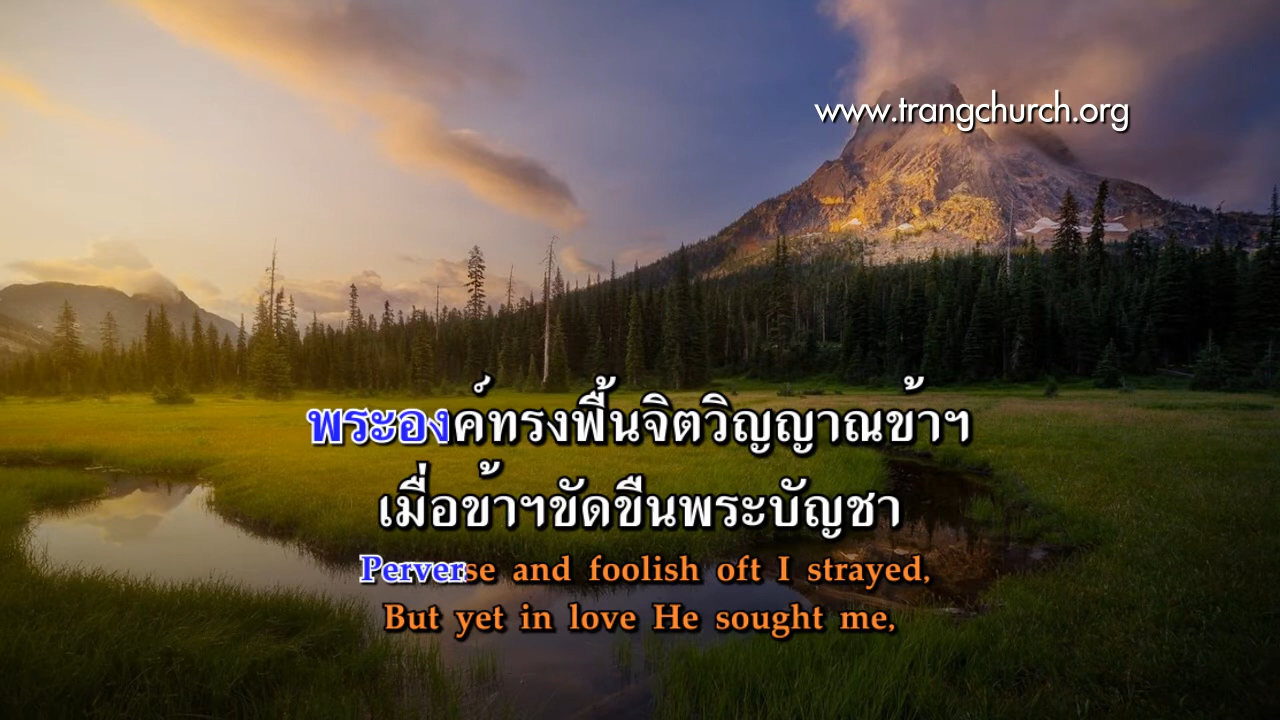 www.trangchurch.org
พระองค์ทรงฟื้นจิตวิญญาณข้าฯ
เมื่อข้าฯขัดขืนพระบัญชา
Perverse and foolish oft I strayed,
But yet in love He sought me,